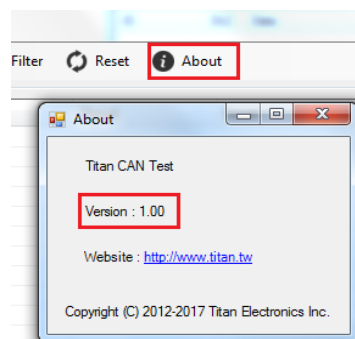 Filter Reset About
About
Titan CAN Test
Version : 1.00
Website : http://www.titan.tw
Copyright (C) 2012-2017 Titan Electronics Inc.